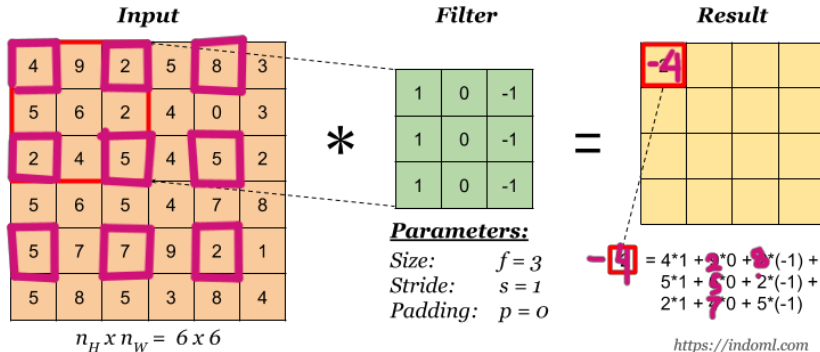 Input
Filter
Result
4 9 2 5 8 3
5 6 2 4 0 3
2 4 5 4 5 2
5 6 5 4 7 8
5 7 7 9 2 1
5 8 5 3 8 4
n_H x n_W = 6 x 6
*
1 0 -1
1 0 -1
1 0 -1
Parameters:
Size: f = 3
Stride: s = 1
Padding: p = 0
=
-4
-4 = 4*1 + 2*0 + 8*(-1) +
5*1 + 5*0 + 2*(-1) +
2*1 + 7*0 + 5*(-1)
https://indoml.com